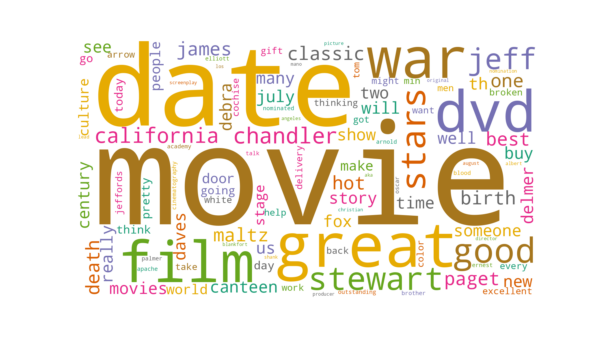 see
go
arrow
james
gift
picture
classic
war
jeff
culture
today
people
date
many
july
debra
cochise
elliott
los
thinking
two
might
tom
min
th
one
men
nomination
broken
dvd
stars
will
got
want
original
california
chandler
show
arnold
well
best
buy
academy
talk
movie
century
jeffords
pretty
cinematography
door
going
white
stage
delivery
make
hot
story
aka
oscar
time
august
blood
albert
birth
delmer
think
daves
maltz
help
fox
christian
color
director
someone
death
really
palmer
apache
film
blankfort
us
day
great
back
good
ernest
every
movies
world
take
canteen
work
producer
stewart
outstanding
brother
paget
new
excellent